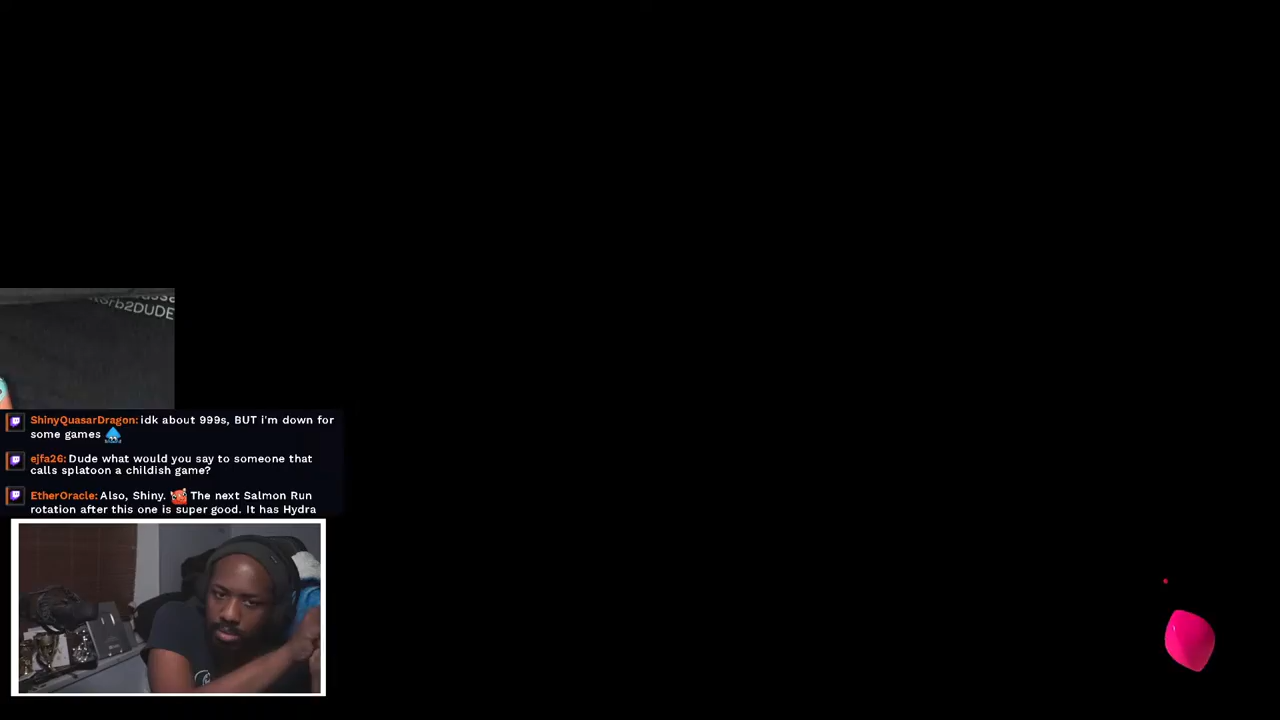 ShinyQuasarDragon: idk about 999s, BUT i'm down for
some games
ejfa26: Dude what would you say to someone that
calls splatoon a childish game?
EtherOracle: Also, Shiny. The next Salmon Run
rotation after this one is super good. It has Hydra